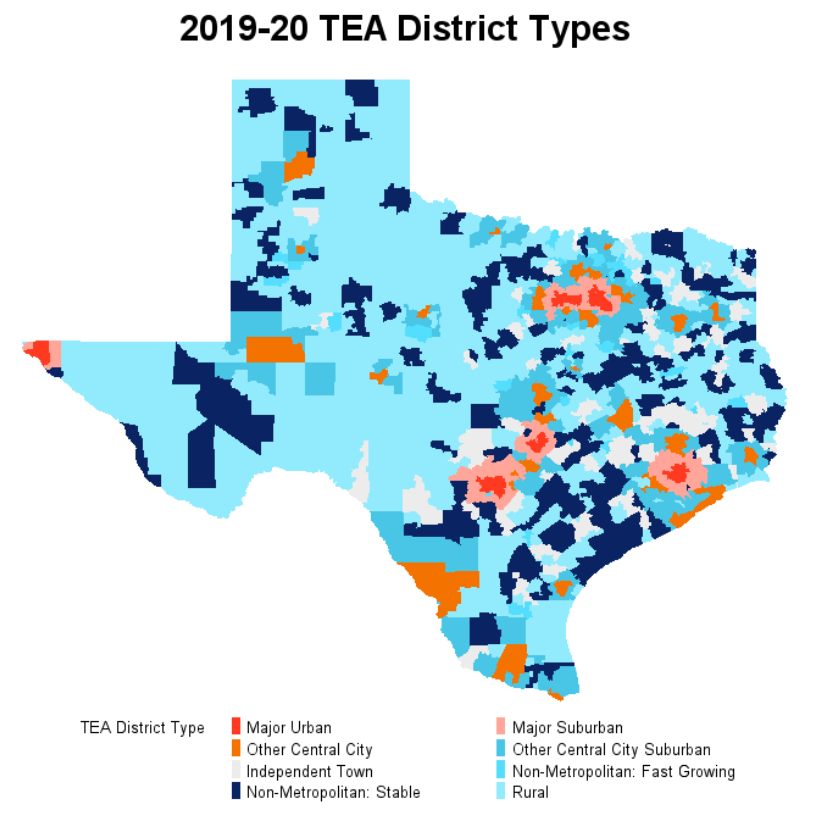 2019-20 TEA District Types
TEA District Type
Major Urban
Major Suburban
Other Central City
Other Central City Suburban
Independent Town
Non-Metropolitan: Fast Growing
Non-Metropolitan: Stable
Rural